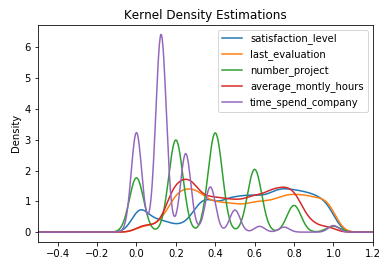 Kernel Density Estimations
satisfaction_level
last_evaluation
number_project
average_montly_hours
time_spend_company
Density
6
5
4
3
2
1
0
−0.4 −0.2 0.0 0.2 0.4 0.6 0.8 1.0 1.2